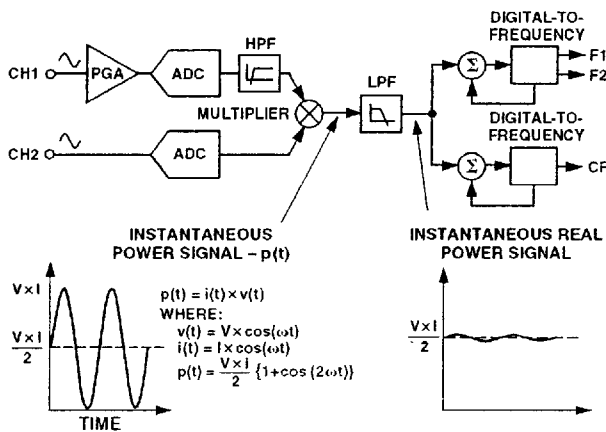 DIGITAL-TO-
FREQUENCY
HPF
F1
F2
CH1
PGA
ADC
LPF
Σ
MULTIPLIER
DIGITAL-TO-
FREQUENCY
CH2
ADC
Σ
CF
INSTANTANEOUS
POWER SIGNAL – p(t)
INSTANTANEOUS REAL
POWER SIGNAL
V × I
V × I
2
TIME
p(t) = i(t) × v(t)
WHERE:
v(t) = V × cos(ωt)
i(t) = I × cos(ωt)
p(t) = V × I / 2 {1+cos (2ωt)}
V × I
2